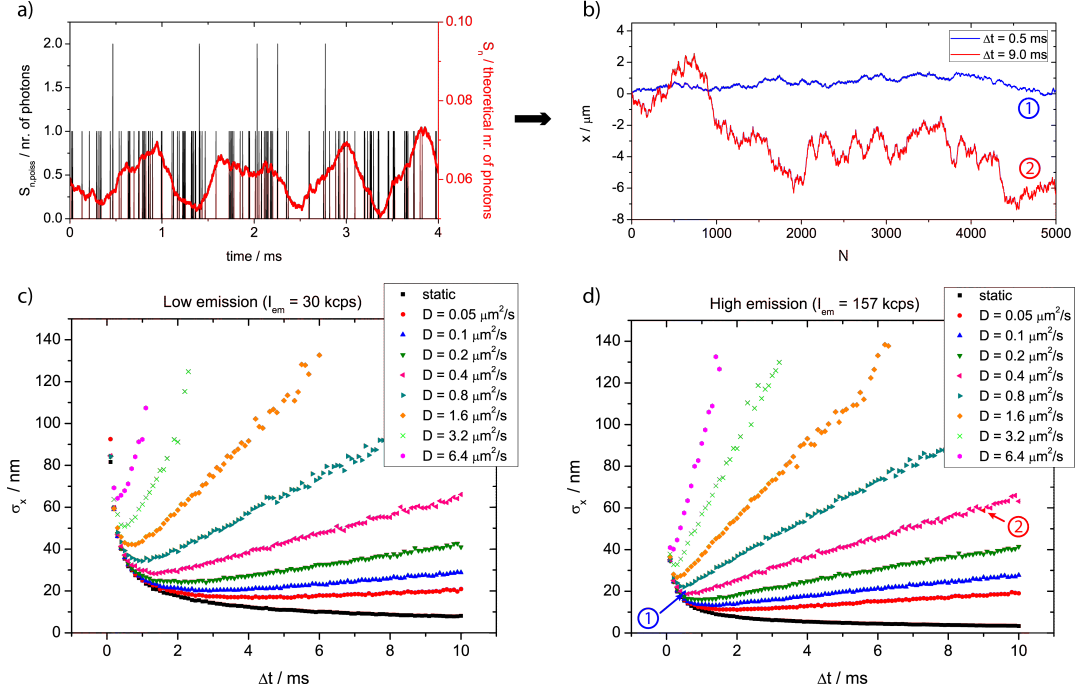 a)
S_n,poiss / nr. of photons
2.0
1.5
1.0
0.5
0.0
0
1
2
3
4
time / ms
0.10
0.08
0.07
0.06
0.05
S_n / theoretical nr. of photons
b)
x / µm
4
2
0
-2
-4
-6
-8
0
1000
2000
3000
4000
5000
N
Δt = 0.5 ms
Δt = 9.0 ms
1
2
c)
Low emission (I_em = 30 kcps)
σ_x / nm
140
120
100
80
60
40
20
0
0
2
4
6
8
10
Δt / ms
static
D = 0.05 µm²/s
D = 0.1 µm²/s
D = 0.2 µm²/s
D = 0.4 µm²/s
D = 0.8 µm²/s
D = 1.6 µm²/s
D = 3.2 µm²/s
D = 6.4 µm²/s
d)
High emission (I_em = 157 kcps)
σ_x / nm
140
120
100
80
60
40
20
0
0
2
4
6
8
10
Δt / ms
static
D = 0.05 µm²/s
D = 0.1 µm²/s
D = 0.2 µm²/s
D = 0.4 µm²/s
D = 0.8 µm²/s
D = 1.6 µm²/s
D = 3.2 µm²/s
D = 6.4 µm²/s
1
2